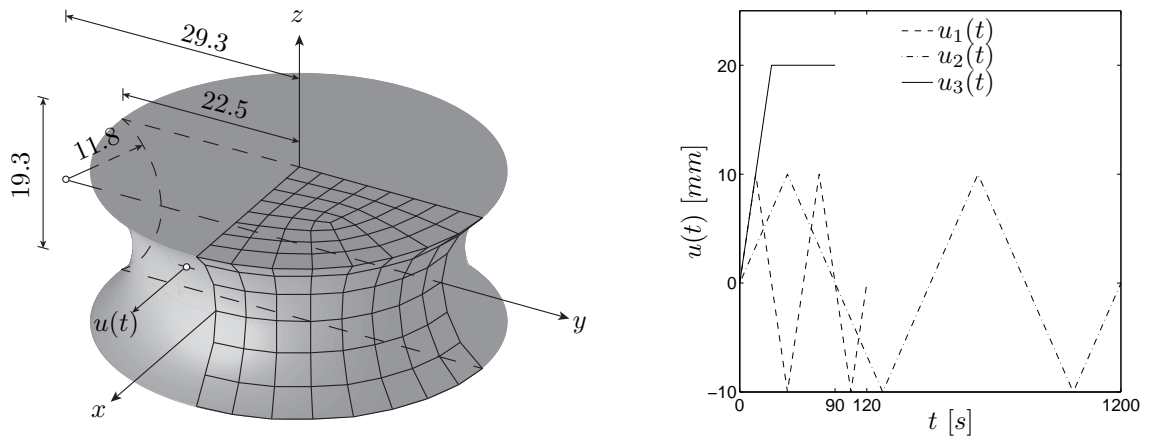 z
29.3
22.5
11.8
19.3
u(t)
x
y
u₁(t)
u₂(t)
u₃(t)
20
10
0
−10
u(t) [mm]
0 90 120 1200
t [s]